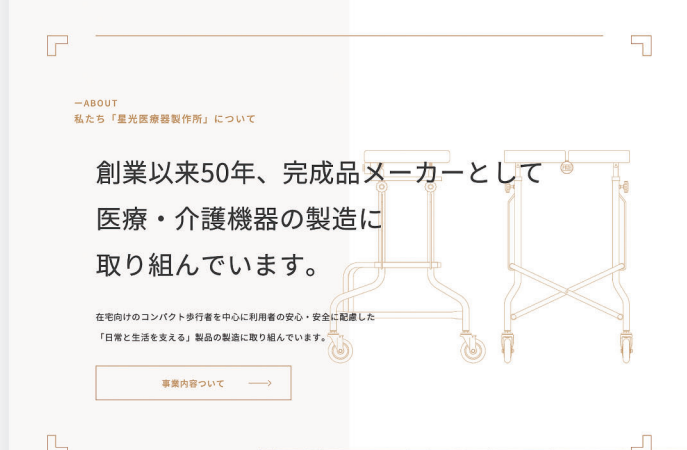 ーABOUT
私たち「星光医療器製作所」について
創業以来50年、完成品メーカーとして
医療・介護機器の製造に
取り組んでいます。
在宅向けのコンパクト歩行者を中心に利用者の安心・安全に配慮した
「日常と生活を支える」製品の製造に取り組んでいます。
事業内容ついて